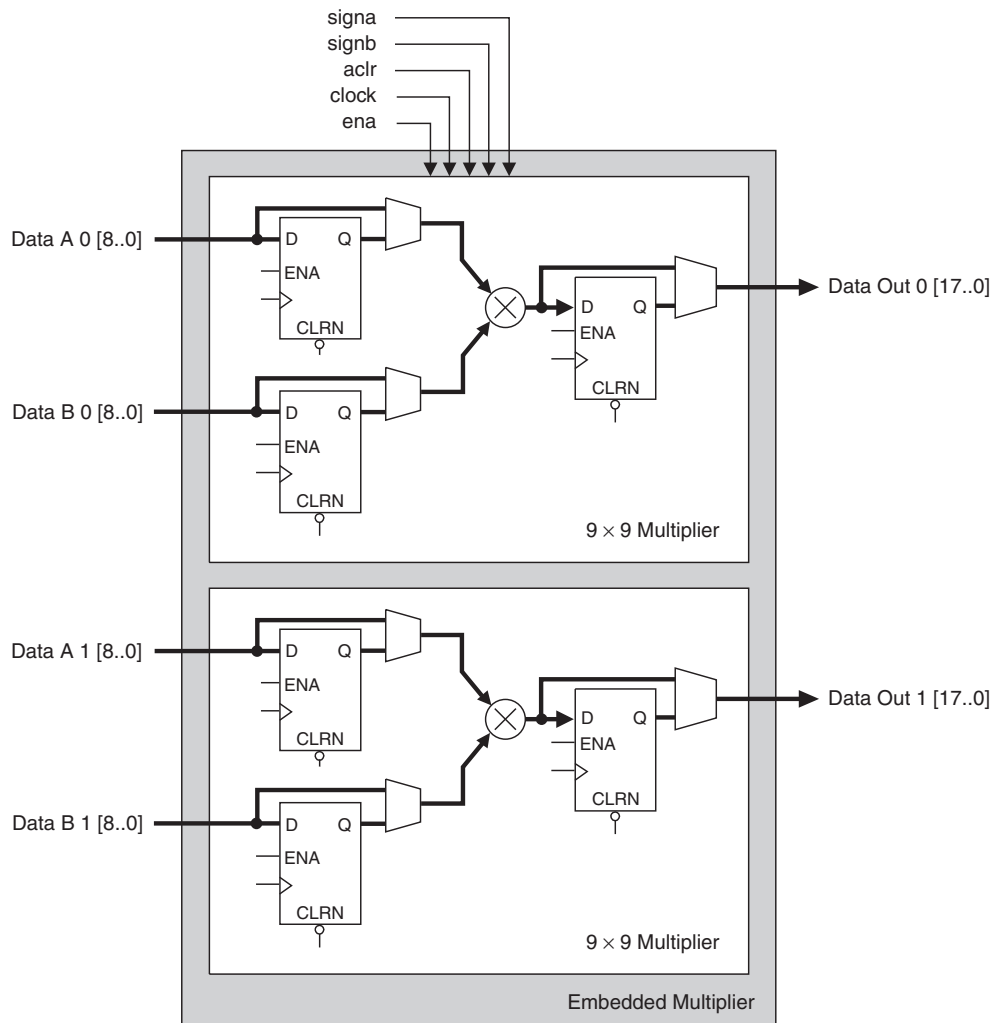 signa
signb
aclr
clock
ena
Data A 0 [8..0]
D Q
ENA
CLRN
Data Out 0 [17..0]
D Q
ENA
CLRN
Data B 0 [8..0]
D Q
ENA
CLRN
9 × 9 Multiplier
Data A 1 [8..0]
D Q
ENA
CLRN
Data Out 1 [17..0]
D Q
ENA
CLRN
Data B 1 [8..0]
D Q
ENA
CLRN
9 × 9 Multiplier
Embedded Multiplier